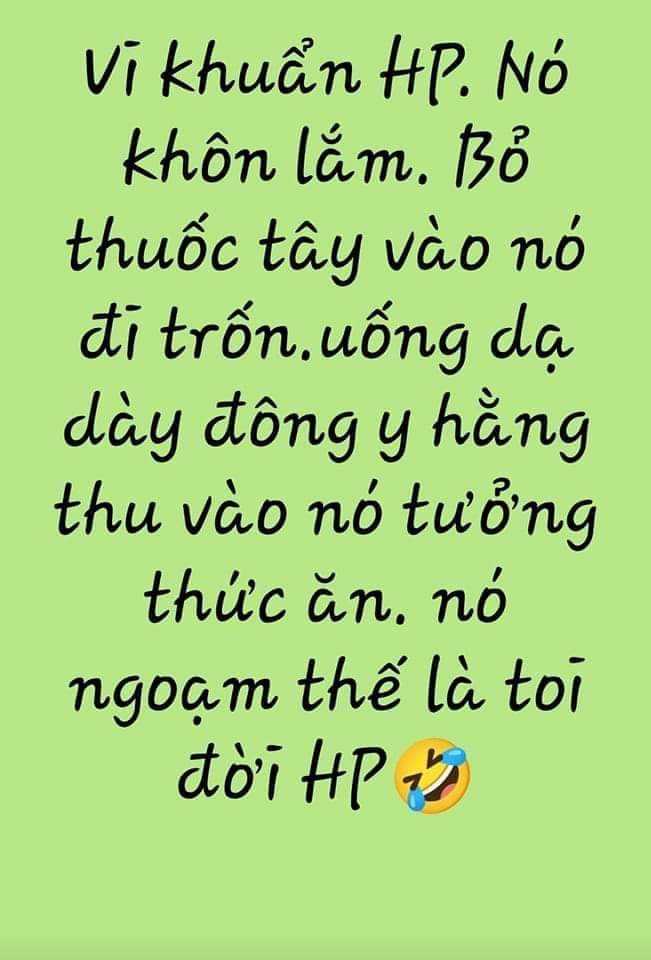 Vi khuẩn HP. Nó
khôn lắm. Bỏ
thuốc tây vào nó
đi trốn.uống dạ
dày đông y hằng
thu vào nó tưởng
thức ăn. nó
ngoạm thế là toi
đời HP🤣